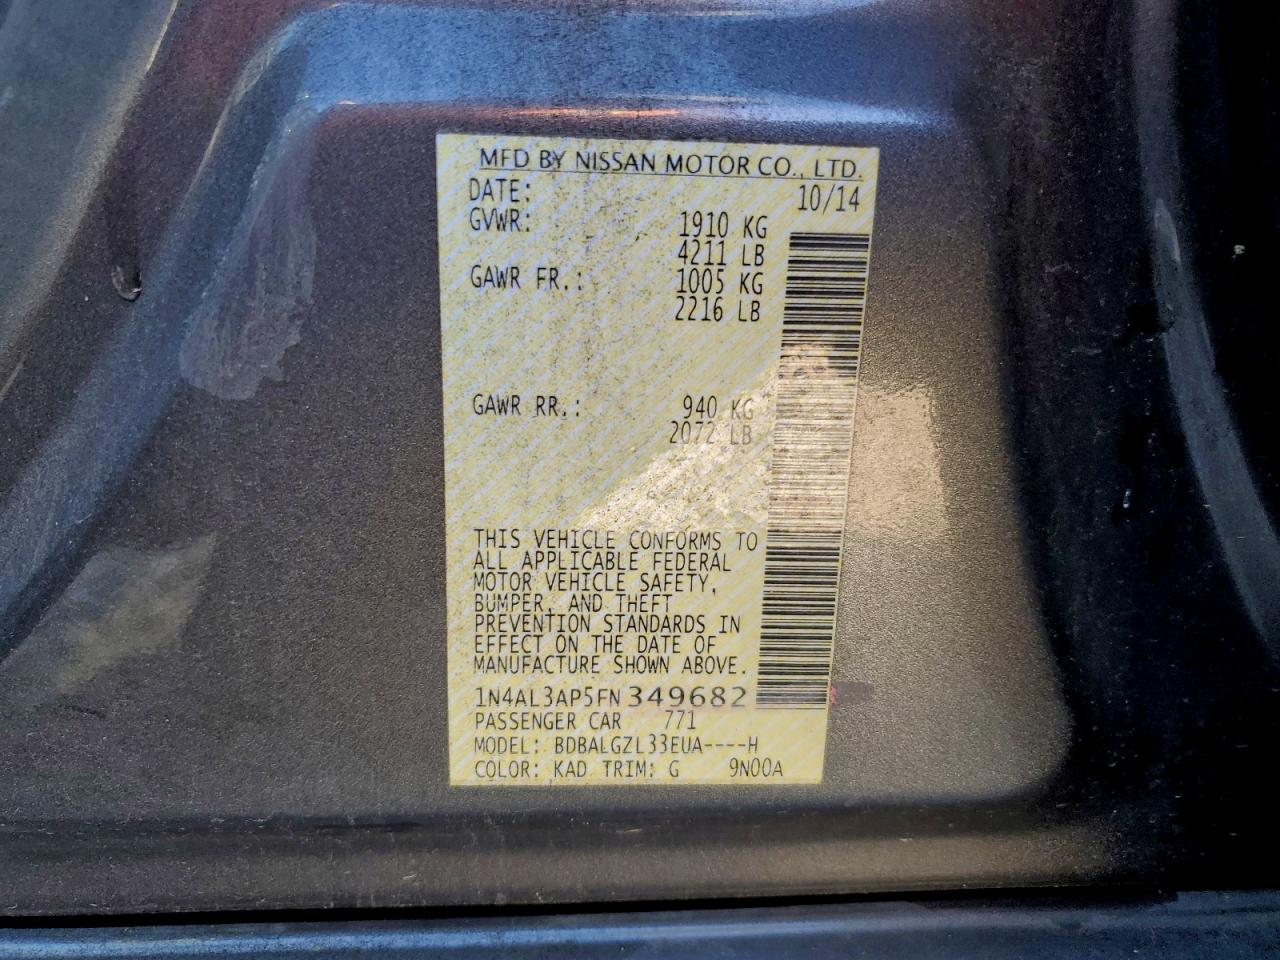 MFD BY NISSAN MOTOR CO., LTD.
DATE: 10/14
GVWR: 1910 KG
4211 LB
GAWR FR.: 1005 KG
2216 LB
GAWR RR.: 940 KG
2072 LB
THIS VEHICLE CONFORMS TO
ALL APPLICABLE FEDERAL
MOTOR VEHICLE SAFETY,
BUMPER, AND THEFT
PREVENTION STANDARDS IN
EFFECT ON THE DATE OF
MANUFACTURE SHOWN ABOVE.
1N4AL3AP5FN349682
PASSENGER CAR 771
MODEL: BDBALGZL33EUA----H
COLOR: KAD TRIM: G 9N00A